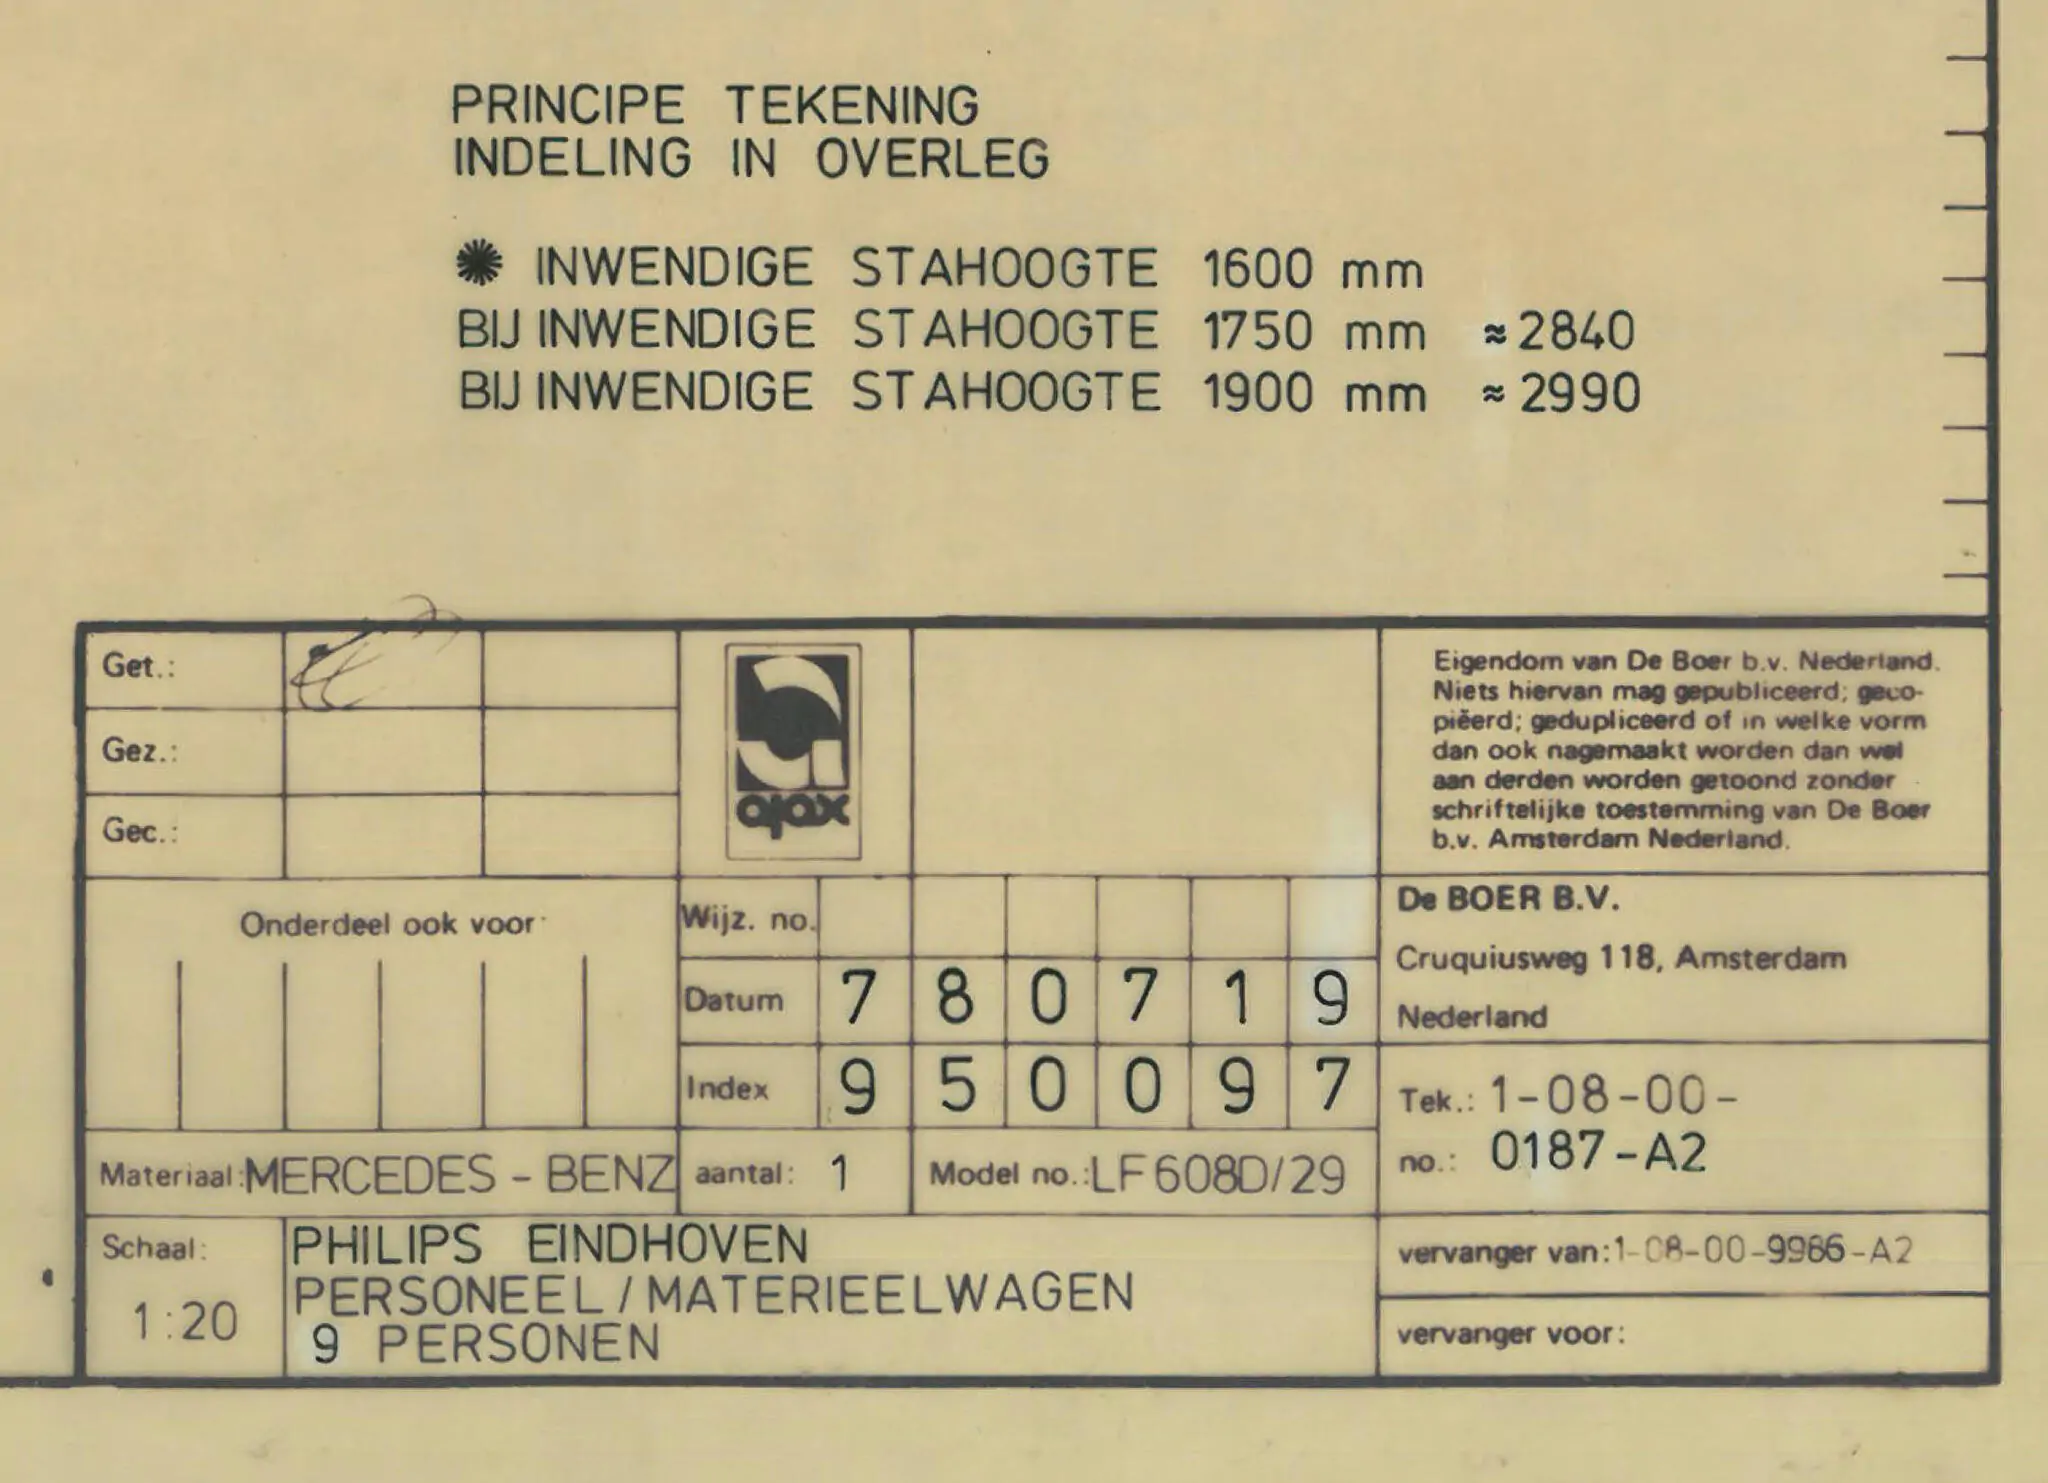 PRINCIPE TEKENING
INDELING IN OVERLEG
✺ INWENDIGE STAHOOGTE 1600 mm
BIJ INWENDIGE STAHOOGTE 1750 mm ≈2840
BIJ INWENDIGE STAHOOGTE 1900 mm ≈2990
Get.:
Gez.:
Gec.:
ajax
Eigendom van De Boer b.v. Nederland.
Niets hiervan mag gepubliceerd; geco-
piëerd; gedupliceerd of in welke vorm
dan ook nagemaakt worden dan wel
aan derden worden getoond zonder
schriftelijke toestemming van De Boer
b.v. Amsterdam Nederland.
Onderdeel ook voor:
Wijz. no.
Datum 7 8 0 7 1 9
Index 9 5 0 0 9 7
De BOER B.V.
Cruquiusweg 118, Amsterdam
Nederland
Tek.: 1-08-00-
no.: 0187-A2
Materiaal: MERCEDES - BENZ
aantal: 1
Model no.: LF 608D/29
Schaal:
1:20
PHILIPS EINDHOVEN
PERSONEEL/MATERIEELWAGEN
9 PERSONEN
vervanger van: 1-08-00-9986-A2
vervanger voor: